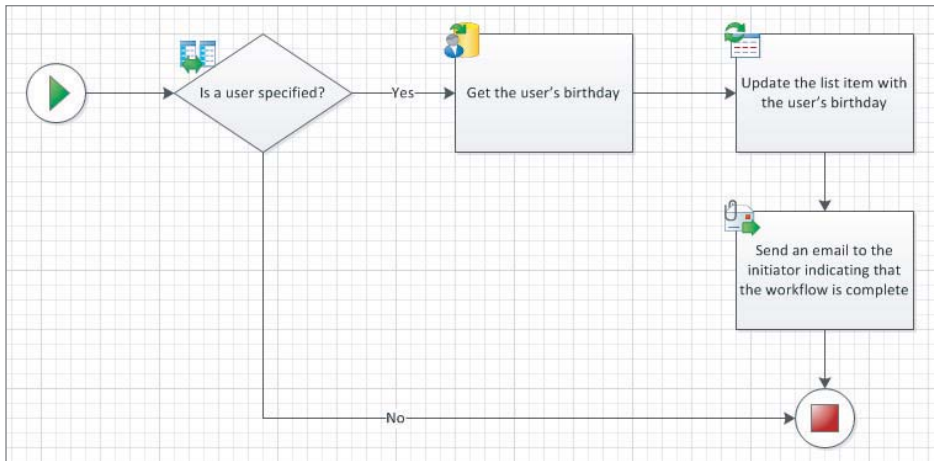 Is a user specified?
Yes
Get the user's birthday
Update the list item with
the user's birthday
Send an email to the
initiator indicating that
the workflow is complete
No